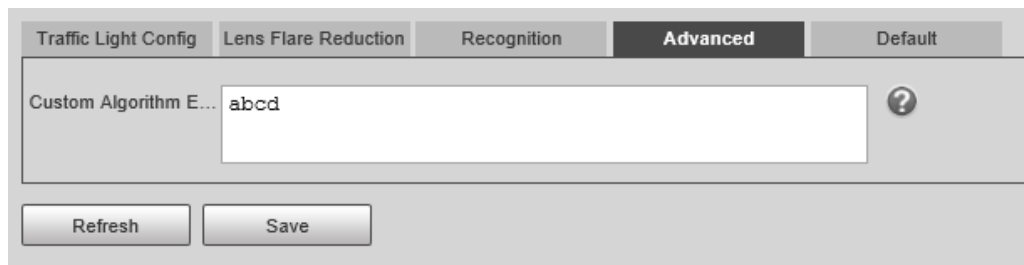 Traffic Light Config Lens Flare Reduction Recognition Advanced Default
Custom Algorithm E... abcd ?
Refresh Save